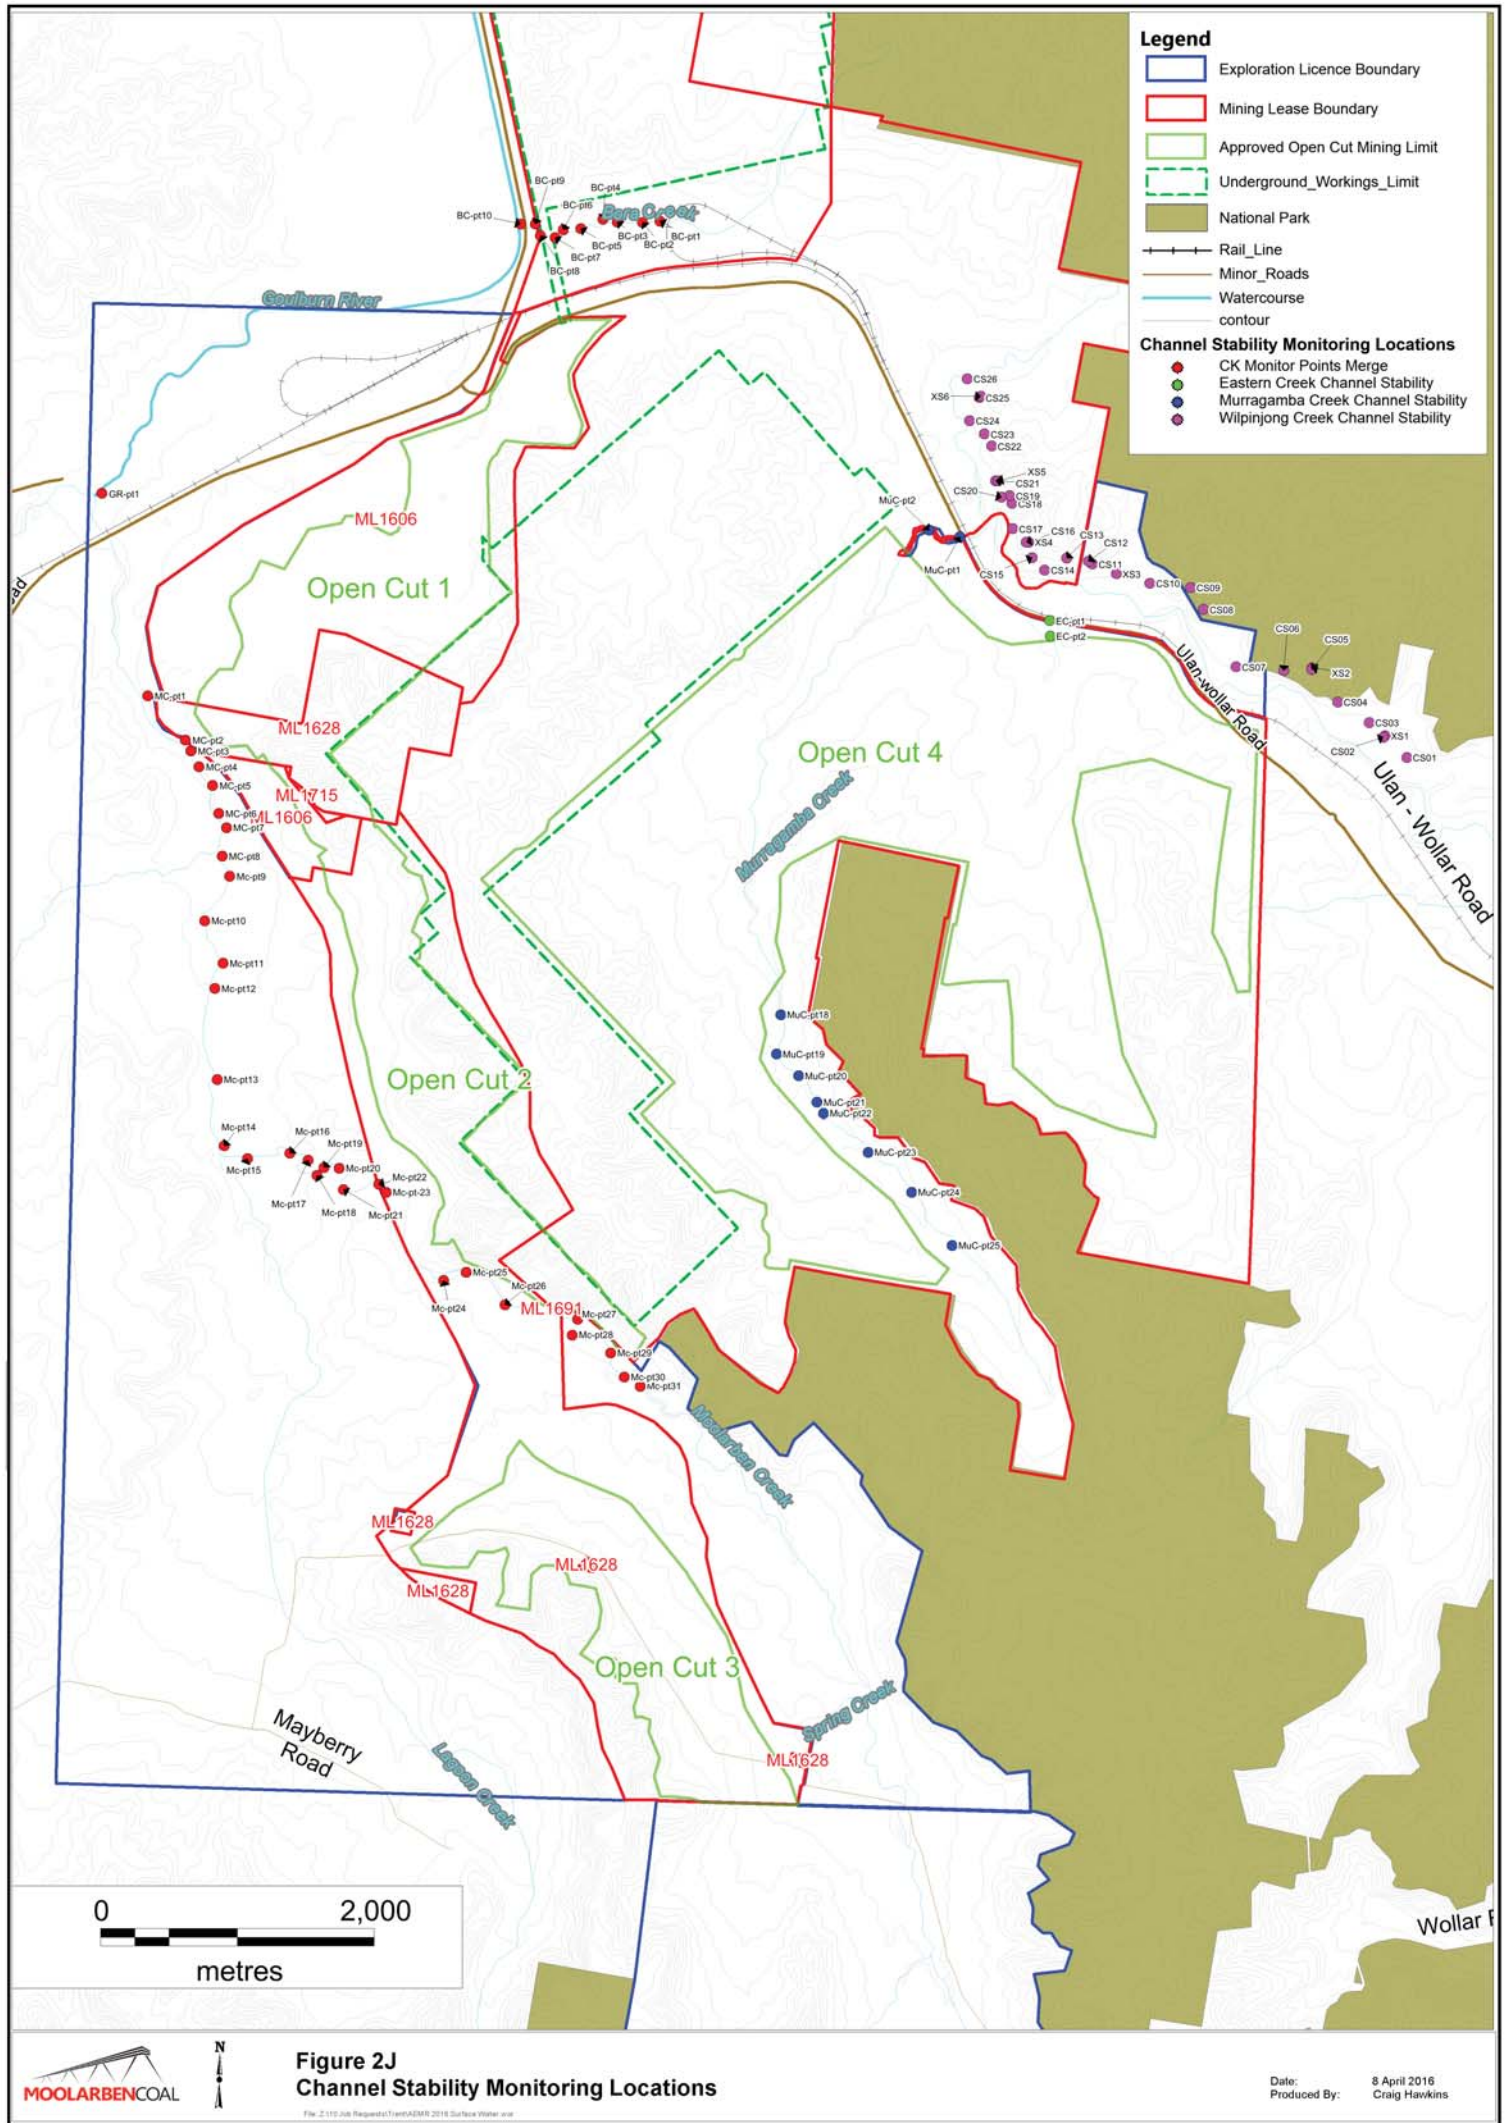 Legend
Exploration Licence Boundary
Mining Lease Boundary
Approved Open Cut Mining Limit
Underground_Workings_Limit
National Park
Rail_Line
Minor_Roads
Watercourse
contour
Channel Stability Monitoring Locations
CK Monitor Points Merge
Eastern Creek Channel Stability
Murragamba Creek Channel Stability
Wilpinjong Creek Channel Stability
BC-pt9
BC-pt4
BC-pt6
BC-pt10
Bora Creek
BC-pt1
BC-pt3
BC-pt2
BC-pt5
BC-pt7
BC-pt8
Goulburn River
CS26
XS6
CS25
CS24
CS23
CS22
XS5
CS21
CS20
CS19
CS18
GR-pt1
MuC-pt2
ML1606
CS17
CS16
CS13
XS4
CS12
MuC-pt1
CS15
CS14
CS11
XS3
CS10
CS09
Open Cut 1
CS08
EC-pt1
EC-pt2
CS06
CS05
CS07
XS2
Ulan-wollar Road
MC-pt1
CS04
ML1628
CS03
XS1
CS02
CS01
MC-pt2
MC-pt3
Open Cut 4
MC-pt4
MC-pt5
ML1715
Ulan - Wollar Road
MC-pt6
ML1606
MC-pt7
Murragamba Creek
MC-pt8
Mc-pt9
Mc-pt10
Mc-pt11
Mc-pt12
MuC-pt18
MuC-pt19
MuC-pt20
Mc-pt13
Open Cut 2
MuC-pt21
MuC-pt22
Mc-pt14
Mc-pt16
Mc-pt19
MuC-pt23
Mc-pt15
Mc-pt20
Mc-pt22
Mc-pt-23
MuC-pt24
Mc-pt17
Mc-pt18
Mc-pt21
MuC-pt25
Mc-pt25
Mc-pt26
Mc-pt24
ML1691
Mc-pt27
Mc-pt28
Mc-pt29
Mc-pt30
Mc-pt31
Moolarben Creek
ML1628
ML1628
ML1628
Open Cut 3
Spring Creek
Mayberry
Road
ML1628
Lagoon Creek
0 2,000
metres
Wollar
MOOLARBENCOAL
N
Figure 2J
Channel Stability Monitoring Locations
Date: 8 April 2016
Produced By: Craig Hawkins